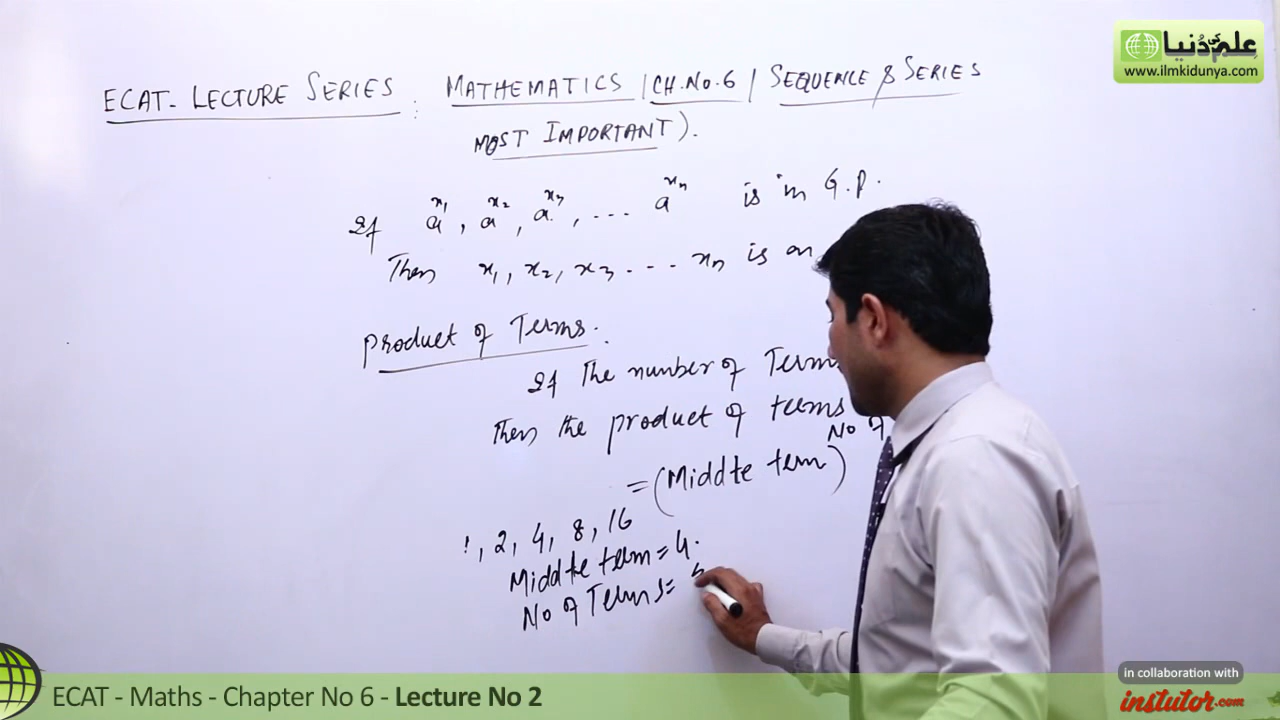 علم کی دُنیا
www.ilmkidunya.com
ECAT- LECTURE SERIES : MATHEMATICS (CH.No.6 / SEQUENCE & SERIES
MOST IMPORTANT).
If a^x1, a^x2, a^x3, ... a^xn is in G.P.
Then x1, x2, x3 ... xn is an
Product of Terms.
If The number of Terms
Then the product of terms
No of
= (Middle term)
1, 2, 4, 8, 16
Middle term = 4.
No of Terms =
in collaboration with
instutor.com
ECAT - Maths - Chapter No 6 - Lecture No 2